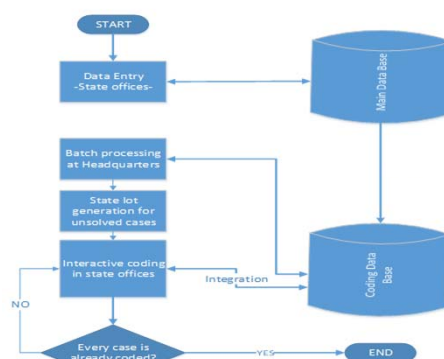 START
Data Entry
-State offices-
Main Data Base
Batch processing
at Headquarters
State lot
generation for
unsolved cases
Interactive coding
in state offices
Integration
Coding Data
Base
NO
Every case is
already coded?
YES
END